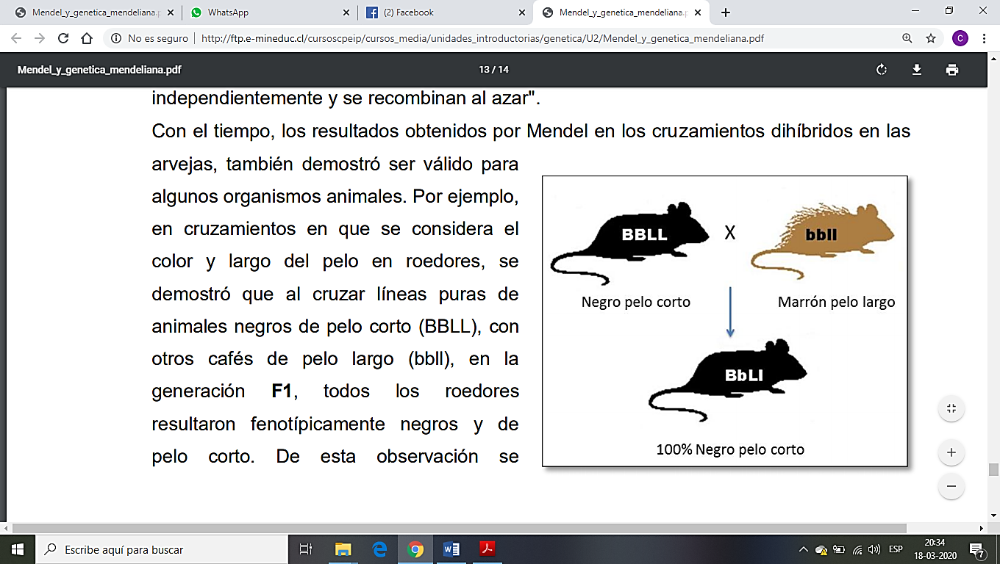 Mendel_y_genetica_mendeliana.p
WhatsApp
(2) Facebook
Mendel_y_genetica_mendeliana.p
No es seguro
http://ftp.e-mineduc.cl/cursoscpeip/cursos_media/unidades_introductorias/genetica/U2/Mendel_y_genetica_mendeliana.pdf
C
Mendel_y_genetica_mendeliana.pdf
13 / 14
independientemente y se recombinan al azar".
Con el tiempo, los resultados obtenidos por Mendel en los cruzamientos dihíbridos en las
arvejas, también demostró ser válido para
algunos organismos animales. Por ejemplo,
en cruzamientos en que se considera el
color y largo del pelo en roedores, se
demostró que al cruzar líneas puras de
animales negros de pelo corto (BBLL), con
otros cafés de pelo largo (bbll), en la
generación F1, todos los roedores
resultaron fenotípicamente negros y de
pelo corto. De esta observación se
BBLL
X
bbll
Negro pelo corto
Marrón pelo largo
BbLl
100% Negro pelo corto
Escribe aquí para buscar
ESP
20:34
18-03-2020
7